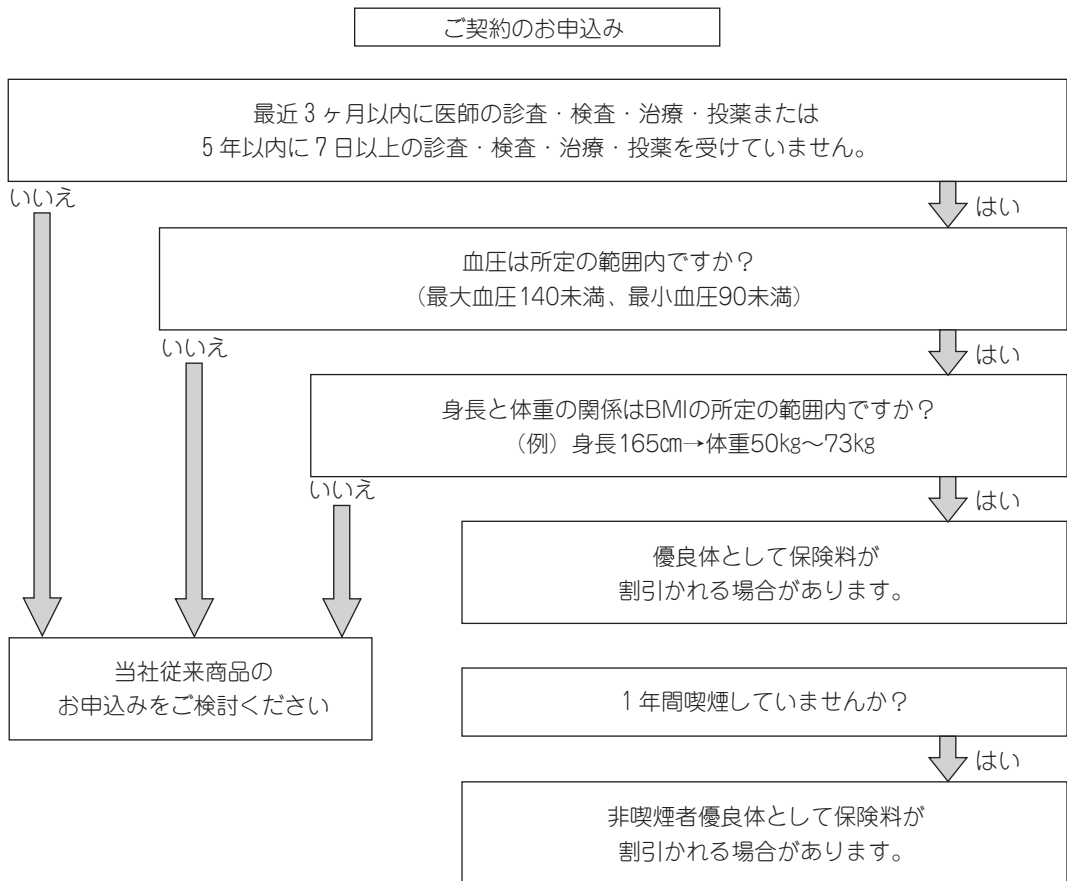 ご契約のお申込み
最近3ヶ月以内に医師の診査・検査・治療・投薬または
5年以内に7日以上の診査・検査・治療・投薬を受けていません。
いいえ
はい
血圧は所定の範囲内ですか？
（最大血圧140未満、最小血圧90未満）
いいえ
はい
身長と体重の関係はBMIの所定の範囲内ですか？
（例）身長165㎝→体重50㎏～73㎏
いいえ
はい
優良体として保険料が
割引かれる場合があります。
当社従来商品の
お申込みをご検討ください
1年間喫煙していませんか？
はい
非喫煙者優良体として保険料が
割引かれる場合があります。